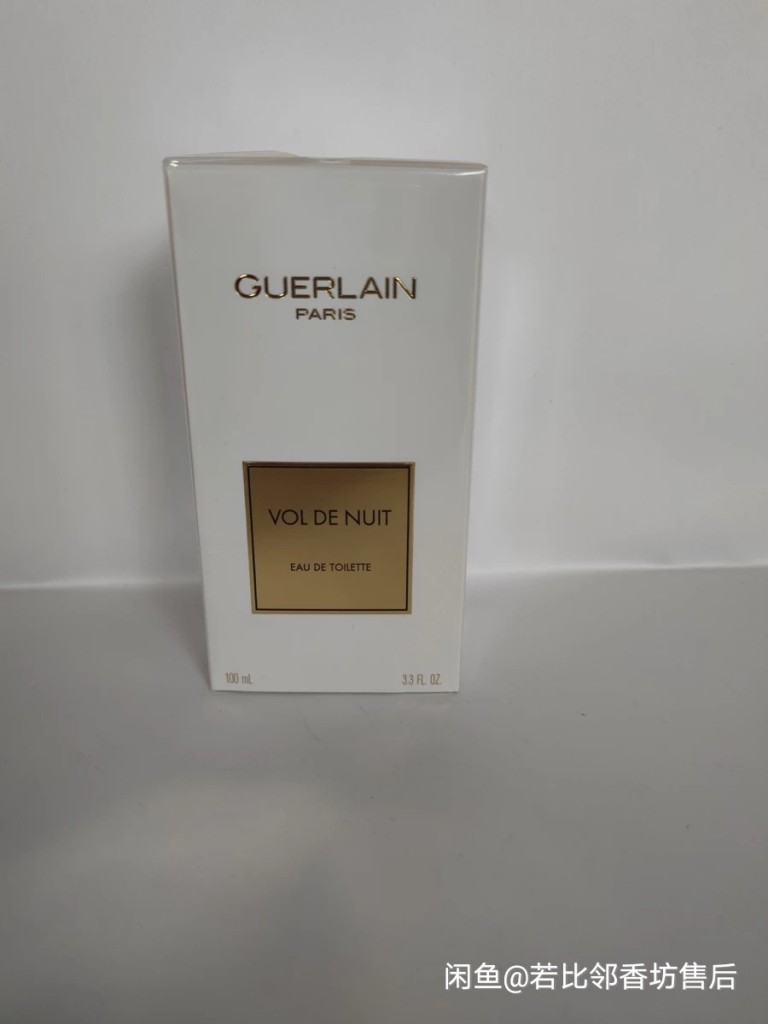 GUERLAIN
PARIS
VOL DE NUIT
EAU DE TOILETTE
100 mL 3.3 FL. OZ.
闲鱼@若比邻香坊售后